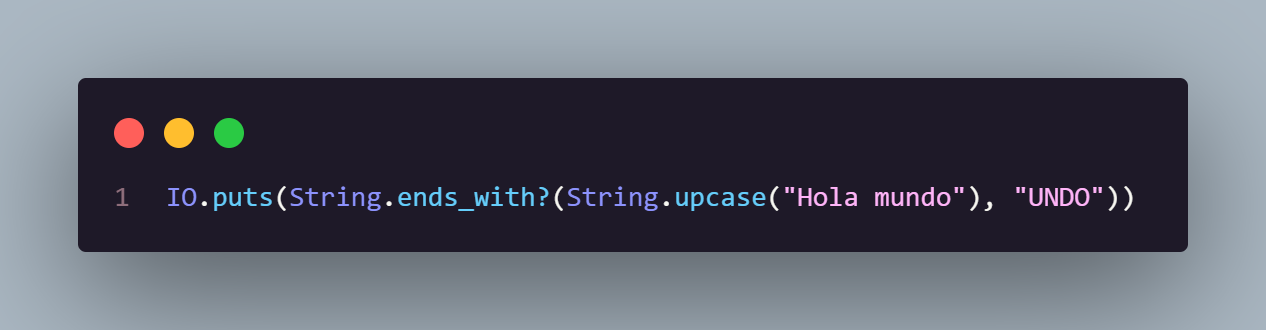 1 IO.puts(String.ends_with?(String.upcase("Hola mundo"), "UNDO"))